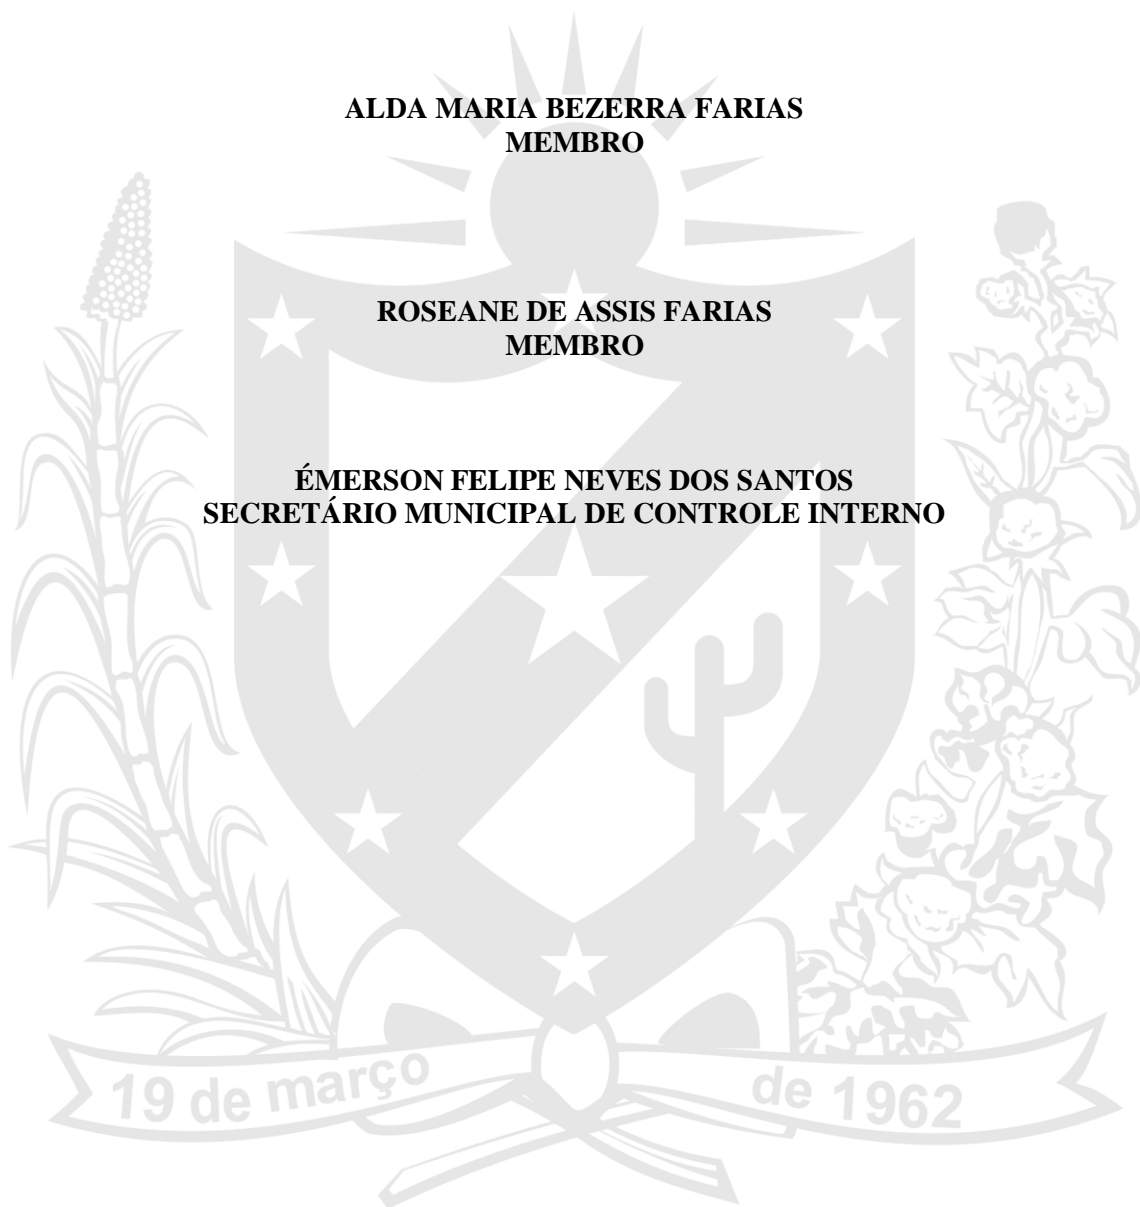 ALDA MARIA BEZERRA FARIAS
MEMBRO
ROSEANE DE ASSIS FARIAS
MEMBRO
ÉMERSON FELIPE NEVES DOS SANTOS
SECRETÁRIO MUNICIPAL DE CONTROLE INTERNO
19 de março de 1962